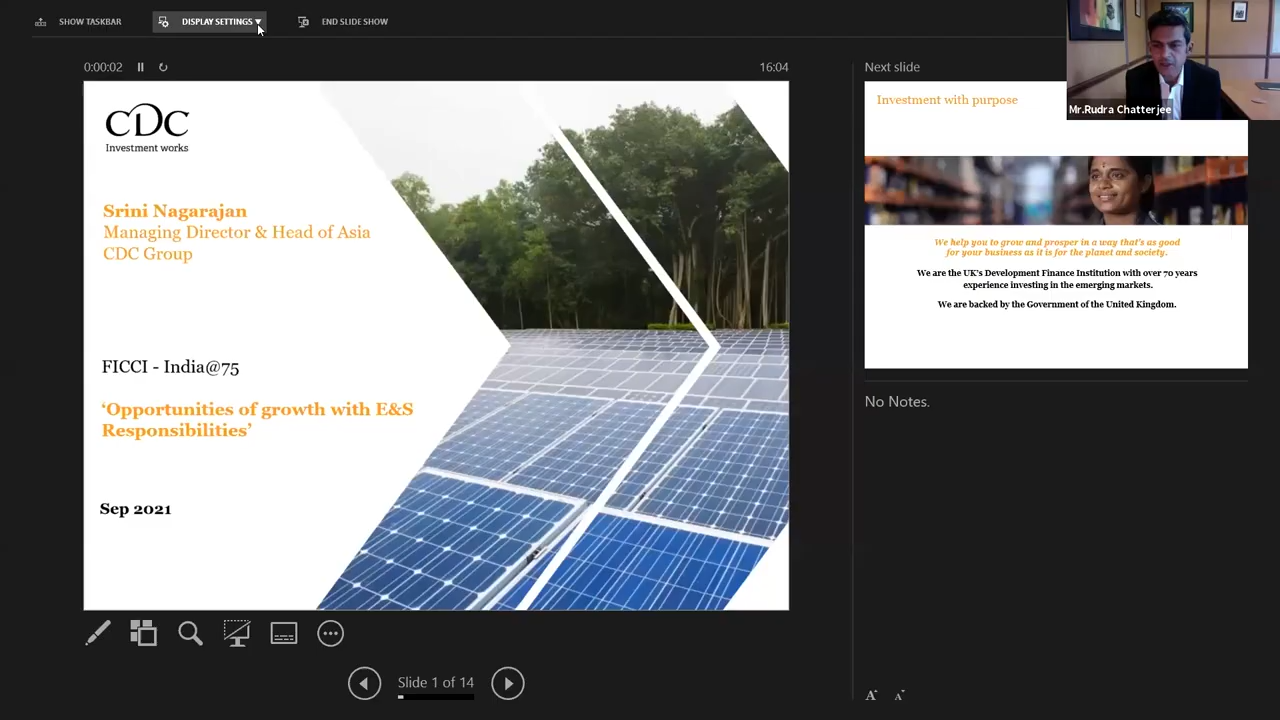 SHOW TASKBAR
DISPLAY SETTINGS
END SLIDE SHOW
0:00:02
16:04
CDC
Investment works
Srini Nagarajan
Managing Director & Head of Asia
CDC Group
FICCI - India@75
‘Opportunities of growth with E&S
Responsibilities’
Sep 2021
Slide 1 of 14
Next slide
Investment with purpose
We help you to grow and prosper in a way that's as good
for your business as it is for the planet and society.
We are the UK's Development Finance Institution with over 70 years
experience investing in the emerging markets.
We are backed by the Government of the United Kingdom.
No Notes.
A A
Mr.Rudra Chatterjee